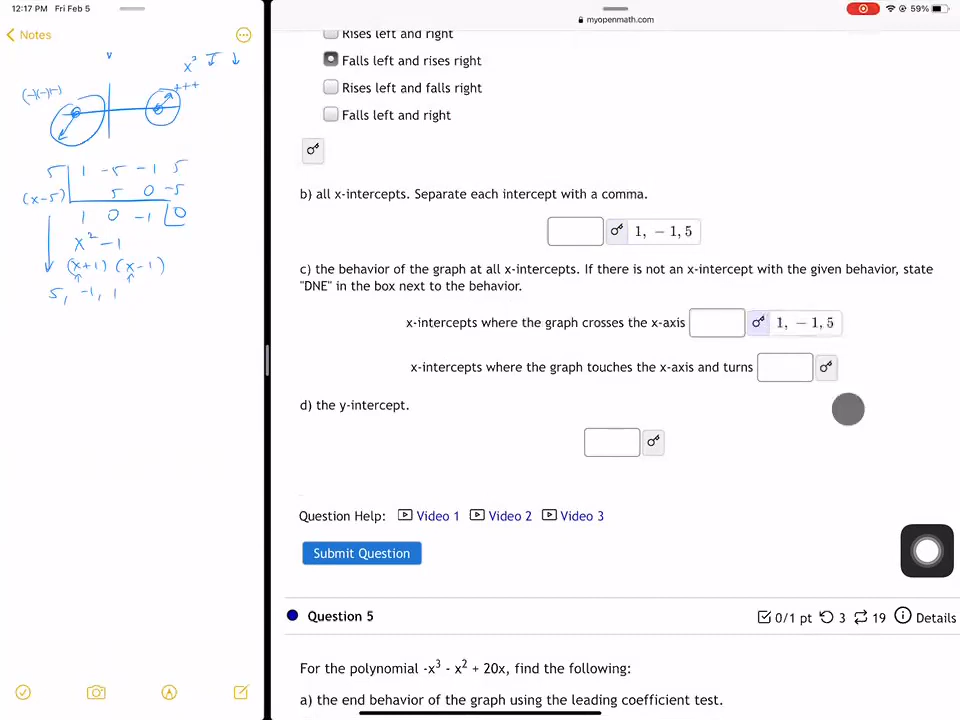 12:17 PM Fri Feb 5
Notes
x³
(-)(-)(-)
+++
5 1 -5 -1 5
(x-5) 5 0 -5
1 0 -1 0
x² - 1
(x+1) (x-1)
5, -1, 1
59%
myopenmath.com
Rises left and right
Falls left and rises right
Rises left and falls right
Falls left and right
b) all x-intercepts. Separate each intercept with a comma.
1, -1, 5
c) the behavior of the graph at all x-intercepts. If there is not an x-intercept with the given behavior, state
"DNE" in the box next to the behavior.
x-intercepts where the graph crosses the x-axis 1, -1, 5
x-intercepts where the graph touches the x-axis and turns
d) the y-intercept.
Question Help: Video 1 Video 2 Video 3
Submit Question
Question 5 0/1 pt 3 19 Details
For the polynomial -x³ - x² + 20x, find the following:
a) the end behavior of the graph using the leading coefficient test.